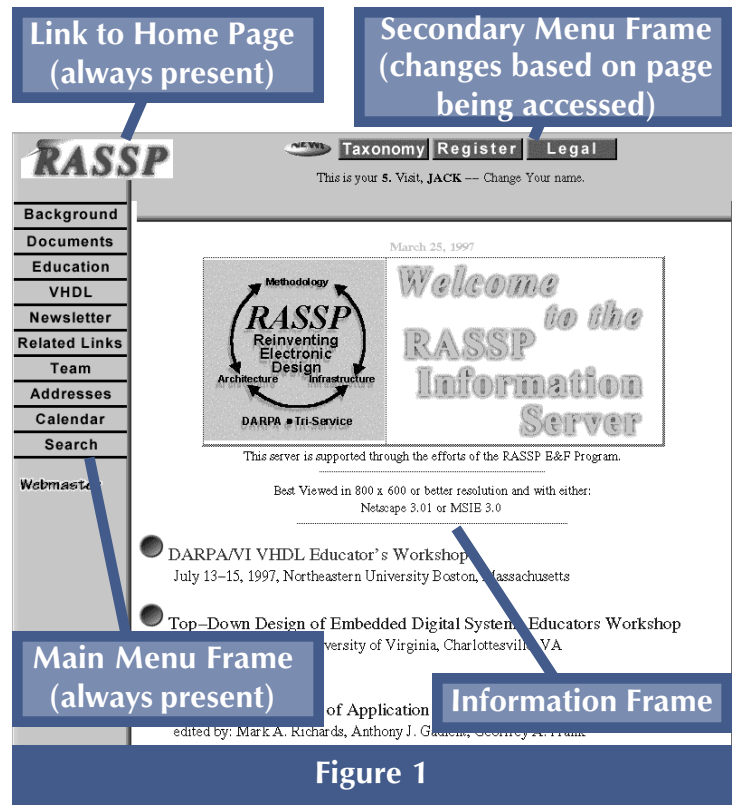 Link to Home Page
(always present)
Secondary Menu Frame
(changes based on page
being accessed)
RASSP
NEW!
Taxonomy
Register
Legal
This is your 5. Visit, JACK –– Change Your name.
Background
Documents
Education
VHDL
Newsletter
Related Links
Team
Addresses
Calendar
Search
Webmaster
March 25, 1997
Methodology
RASSP
Reinventing
Electronic
Design
Architecture
Infrastructure
DARPA • Tri-Service
Welcome
to the
RASSP
Information
Server
This server is supported through the efforts of the RASSP E&F Program.
Best Viewed in 800 x 600 or better resolution and with either:
Netscape 3.01 or MSIE 3.0
DARPA/VI VHDL Educator's Workshop
July 13–15, 1997, Northeastern University Boston, Massachusetts
Top–Down Design of Embedded Digital Systems Educators Workshop
Virginia, Charlottesville VA
of Application
edited by: Mark A. Richards, Anthony J. Gadient, Geoffrey A. Frank
Main Menu Frame
(always present)
Information Frame
Figure 1